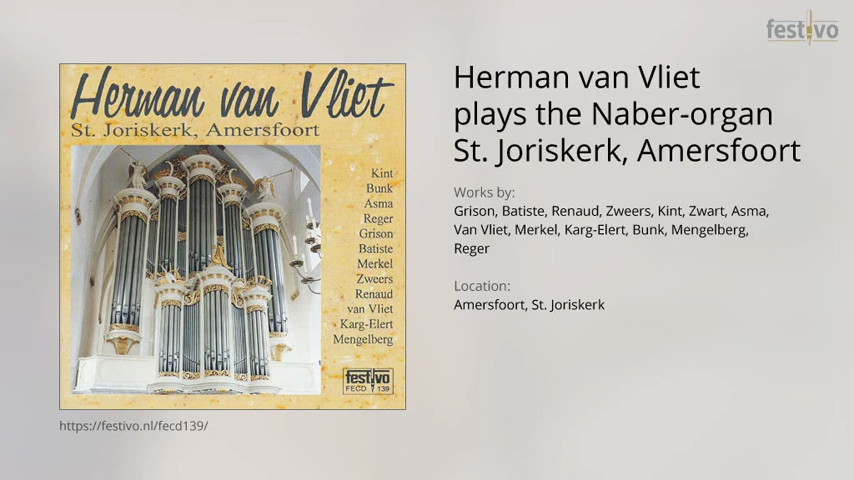 festivo
Herman van Vliet
St. Joriskerk, Amersfoort
Kint
Bunk
Asma
Reger
Grison
Batiste
Merkel
Zweers
Renaud
van Vliet
Karg-Elert
Mengelberg
festivo
FECD 139
https://festivo.nl/fecd139/
Herman van Vliet
plays the Naber-organ
St. Joriskerk, Amersfoort
Works by:
Grison, Batiste, Renaud, Zweers, Kint, Zwart, Asma,
Van Vliet, Merkel, Karg-Elert, Bunk, Mengelberg,
Reger
Location:
Amersfoort, St. Joriskerk